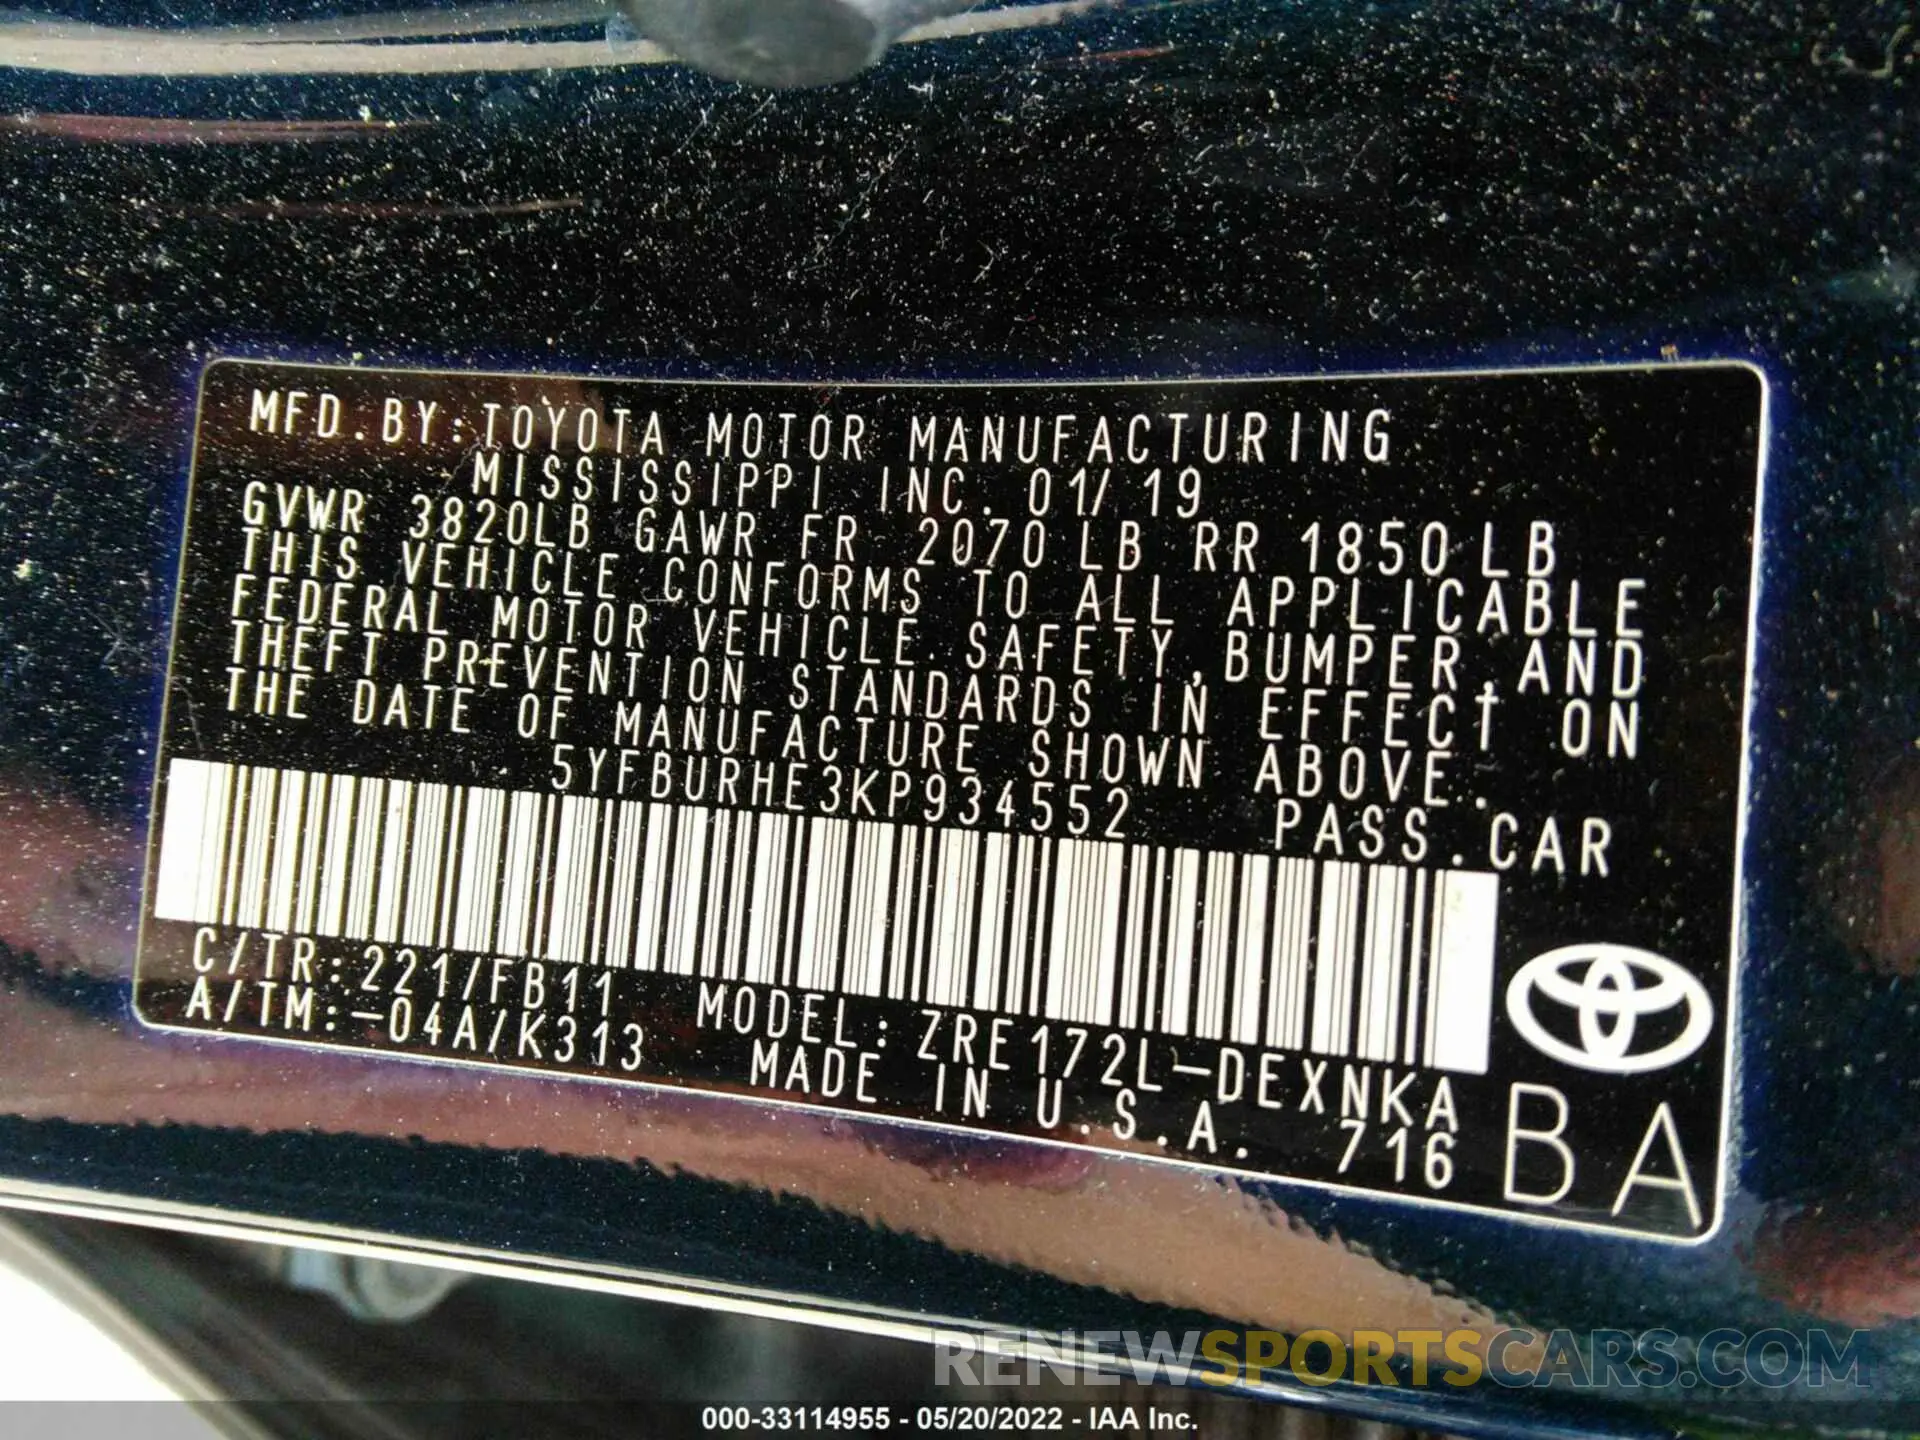 MFD.BY:TOYOTA MOTOR MANUFACTURING
MISSISSIPPI INC. 01/19
GVWR 3820LB GAWR FR 2070LB RR 1850LB
THIS VEHICLE CONFORMS TO ALL APPLICABLE
FEDERAL MOTOR VEHICLE SAFETY,BUMPER,AND
THEFT PREVENTION STANDARDS IN EFFECT ON
THE DATE OF MANUFACTURE SHOWN ABOVE.
5YFBURHE3KP934552 PASS.CAR
C/TR:221/FB11 MODEL:ZRE172L-DEXNKA
A/TM:-04A/K313 MADE IN U.S.A. 716
BA
RENEWSPORTSCARS.COM
000-33114955 - 05/20/2022 - IAA Inc.